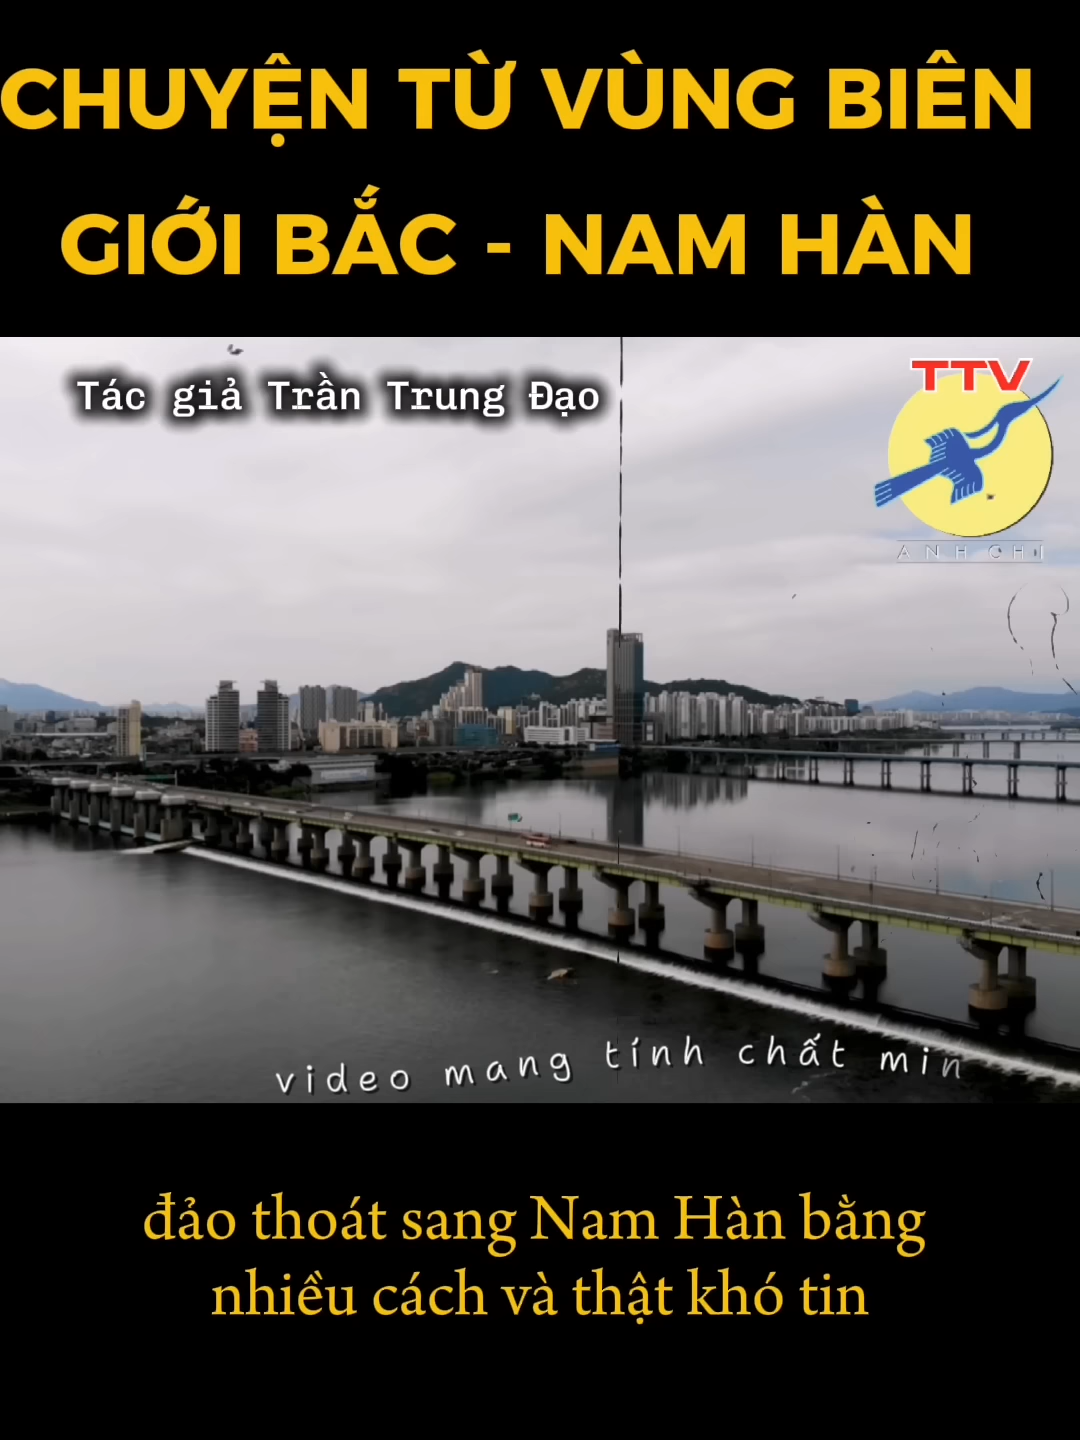 CHUYỆN TỪ VÙNG BIÊN
GIỚI BẮC - NAM HÀN
Tác giả Trần Trung Đạo
TTV
ANH CHI
video mang tính chất min
đảo thoát sang Nam Hàn bằng
nhiều cách và thật khó tin